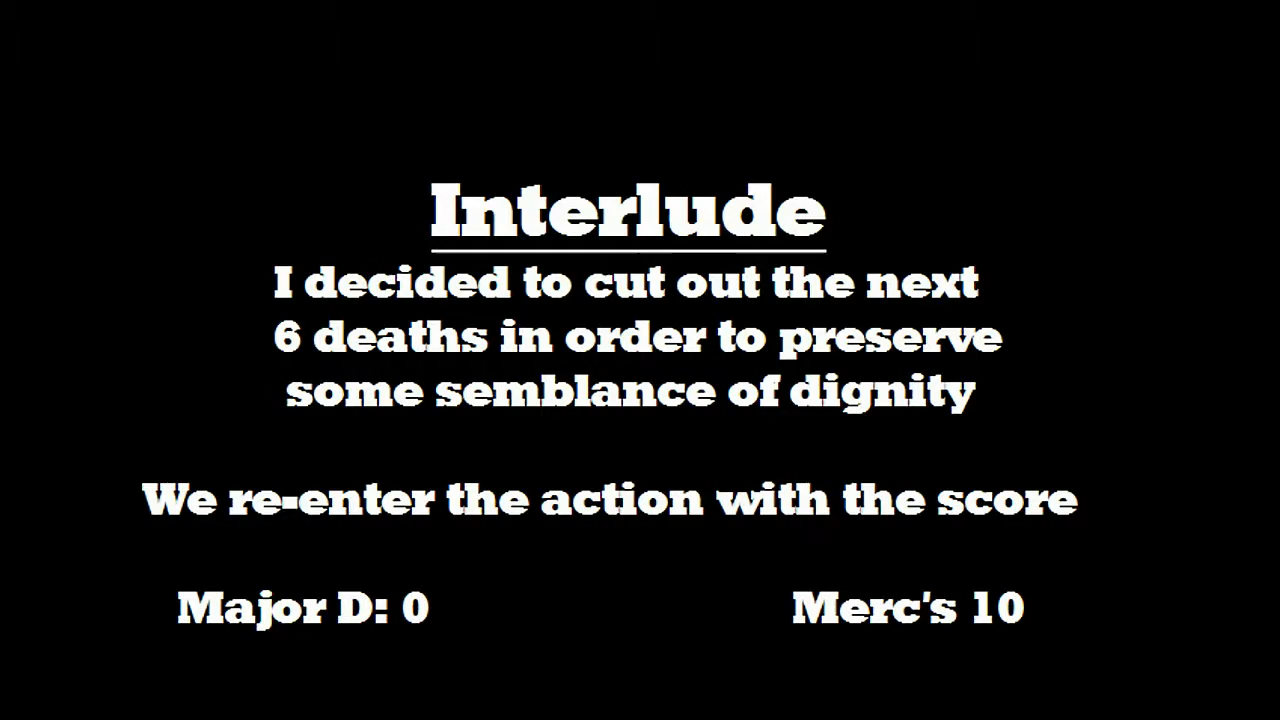 Interlude
I decided to cut out the next
6 deaths in order to preserve
some semblance of dignity
We re-enter the action with the score
Major D: 0 Merc's 10